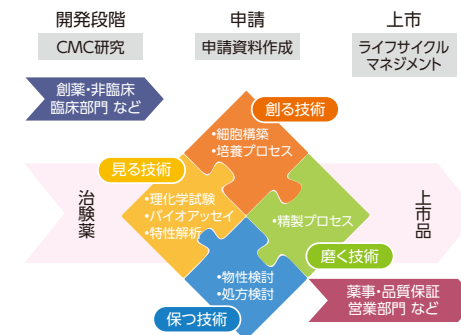 開発段階
申請
上市
CMC研究
申請資料作成
ライフサイクル
マネジメント
創薬・非臨床
臨床部門 など
創る技術
・細胞構築
・培養プロセス
見る技術
・理化学試験
・バイオアッセイ
・特性解析
・精製プロセス
治験薬
上市品
磨く技術
・物性検討
・処方検討
保つ技術
薬事・品質保証
営業部門 など